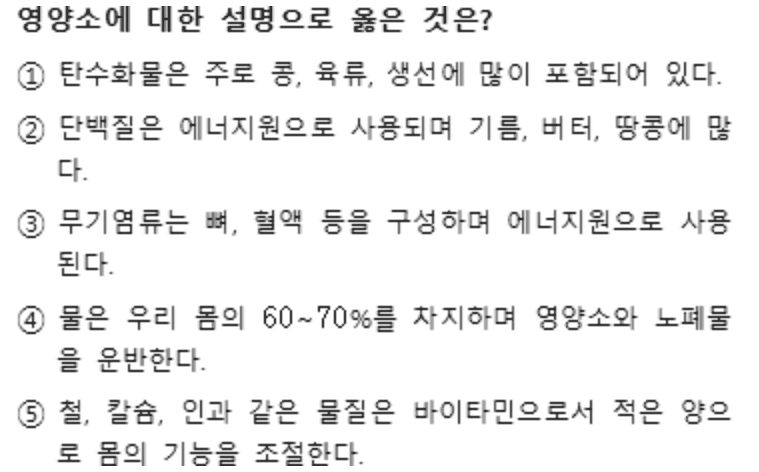 영양소에 대한 설명으로 옳은 것은?
① 탄수화물은 주로 콩, 육류, 생선에 많이 포함되어 있다.
② 단백질은 에너지원으로 사용되며 기름, 버터, 땅콩에 많
다.
③ 무기염류는 뼈, 혈액 등을 구성하며 에너지원으로 사용
된다.
④ 물은 우리 몸의 60~70%를 차지하며 영양소와 노폐물
을 운반한다.
⑤ 철, 칼슘, 인과 같은 물질은 바이타민으로서 적은 양으
로 몸의 기능을 조절한다.